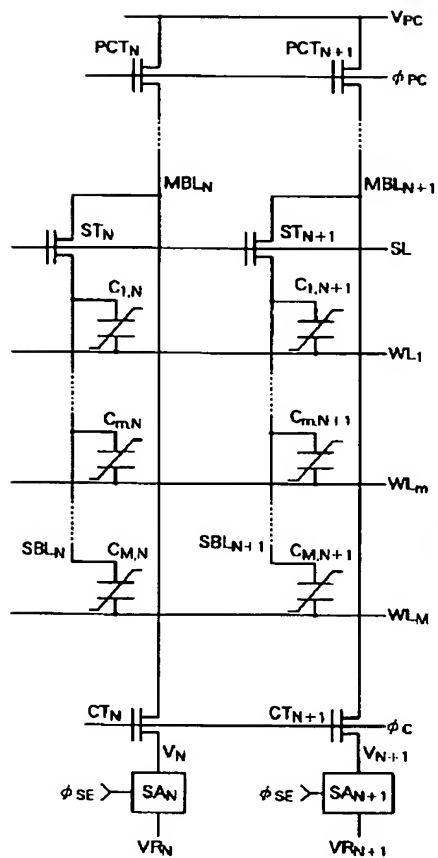 V_PC
PCT_N PCT_N+1
φ_PC
MBL_N MBL_N+1
ST_N ST_N+1 SL
C_1,N C_1,N+1
WL_1
C_m,N C_m,N+1
WL_m
SBL_N C_M,N SBL_N+1 C_M,N+1
WL_M
CT_N CT_N+1 φ_C
V_N V_N+1
φ_SE SA_N φ_SE SA_N+1
VR_N VR_N+1